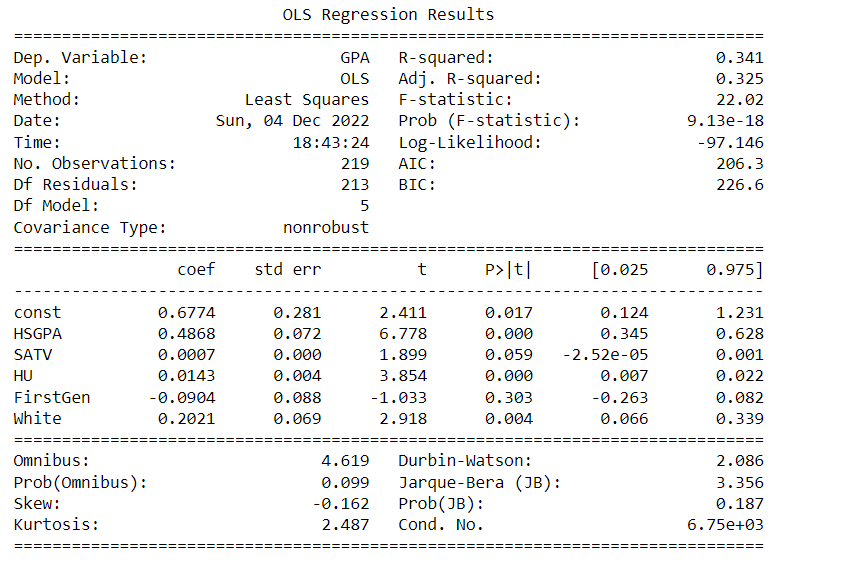 OLS Regression Results
==============================================================================
Dep. Variable:                    GPA   R-squared:                       0.341
Model:                            OLS   Adj. R-squared:                  0.325
Method:                 Least Squares   F-statistic:                     22.02
Date:                Sun, 04 Dec 2022   Prob (F-statistic):           9.13e-18
Time:                        18:43:24   Log-Likelihood:                -97.146
No. Observations:                 219   AIC:                             206.3
Df Residuals:                     213   BIC:                             226.6
Df Model:                           5
Covariance Type:            nonrobust
==============================================================================
                 coef    std err          t      P>|t|      [0.025      0.975]
------------------------------------------------------------------------------
const          0.6774      0.281      2.411      0.017       0.124       1.231
HSGPA          0.4868      0.072      6.778      0.000       0.345       0.628
SATV           0.0007      0.000      1.899      0.059   -2.52e-05       0.001
HU             0.0143      0.004      3.854      0.000       0.007       0.022
FirstGen      -0.0904      0.088     -1.033      0.303      -0.263       0.082
White          0.2021      0.069      2.918      0.004       0.066       0.339
==============================================================================
Omnibus:                        4.619   Durbin-Watson:                   2.086
Prob(Omnibus):                  0.099   Jarque-Bera (JB):                3.356
Skew:                          -0.162   Prob(JB):                        0.187
Kurtosis:                       2.487   Cond. No.                     6.75e+03
==============================================================================